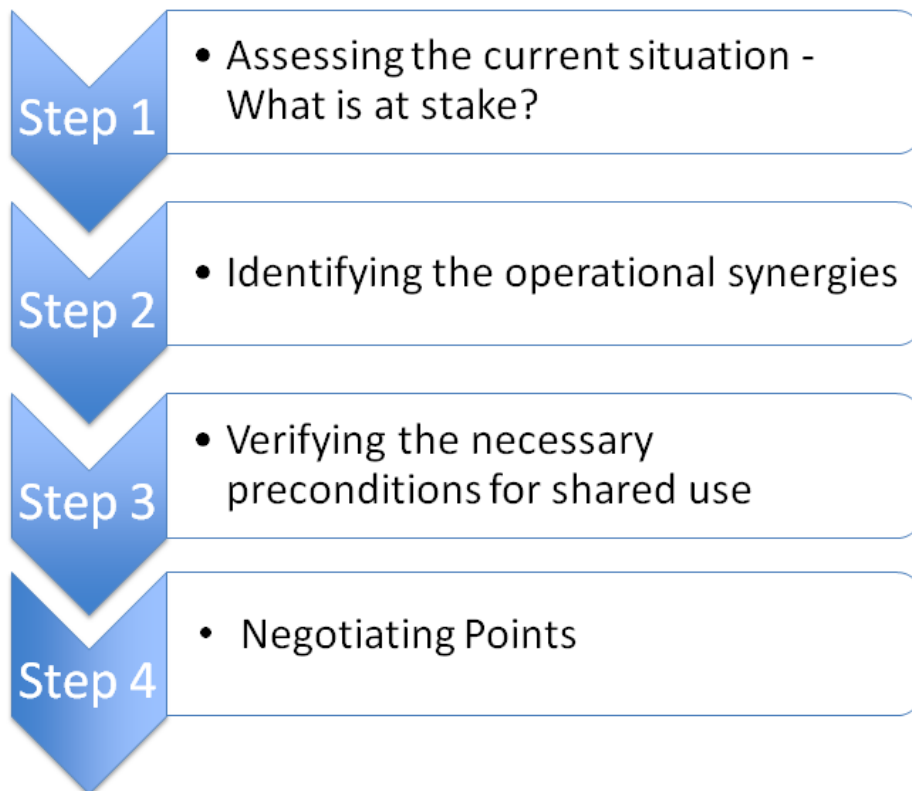 Step 1
• Assessing the current situation -
What is at stake?
Step 2
• Identifying the operational synergies
Step 3
• Verifying the necessary
preconditions for shared use
Step 4
• Negotiating Points